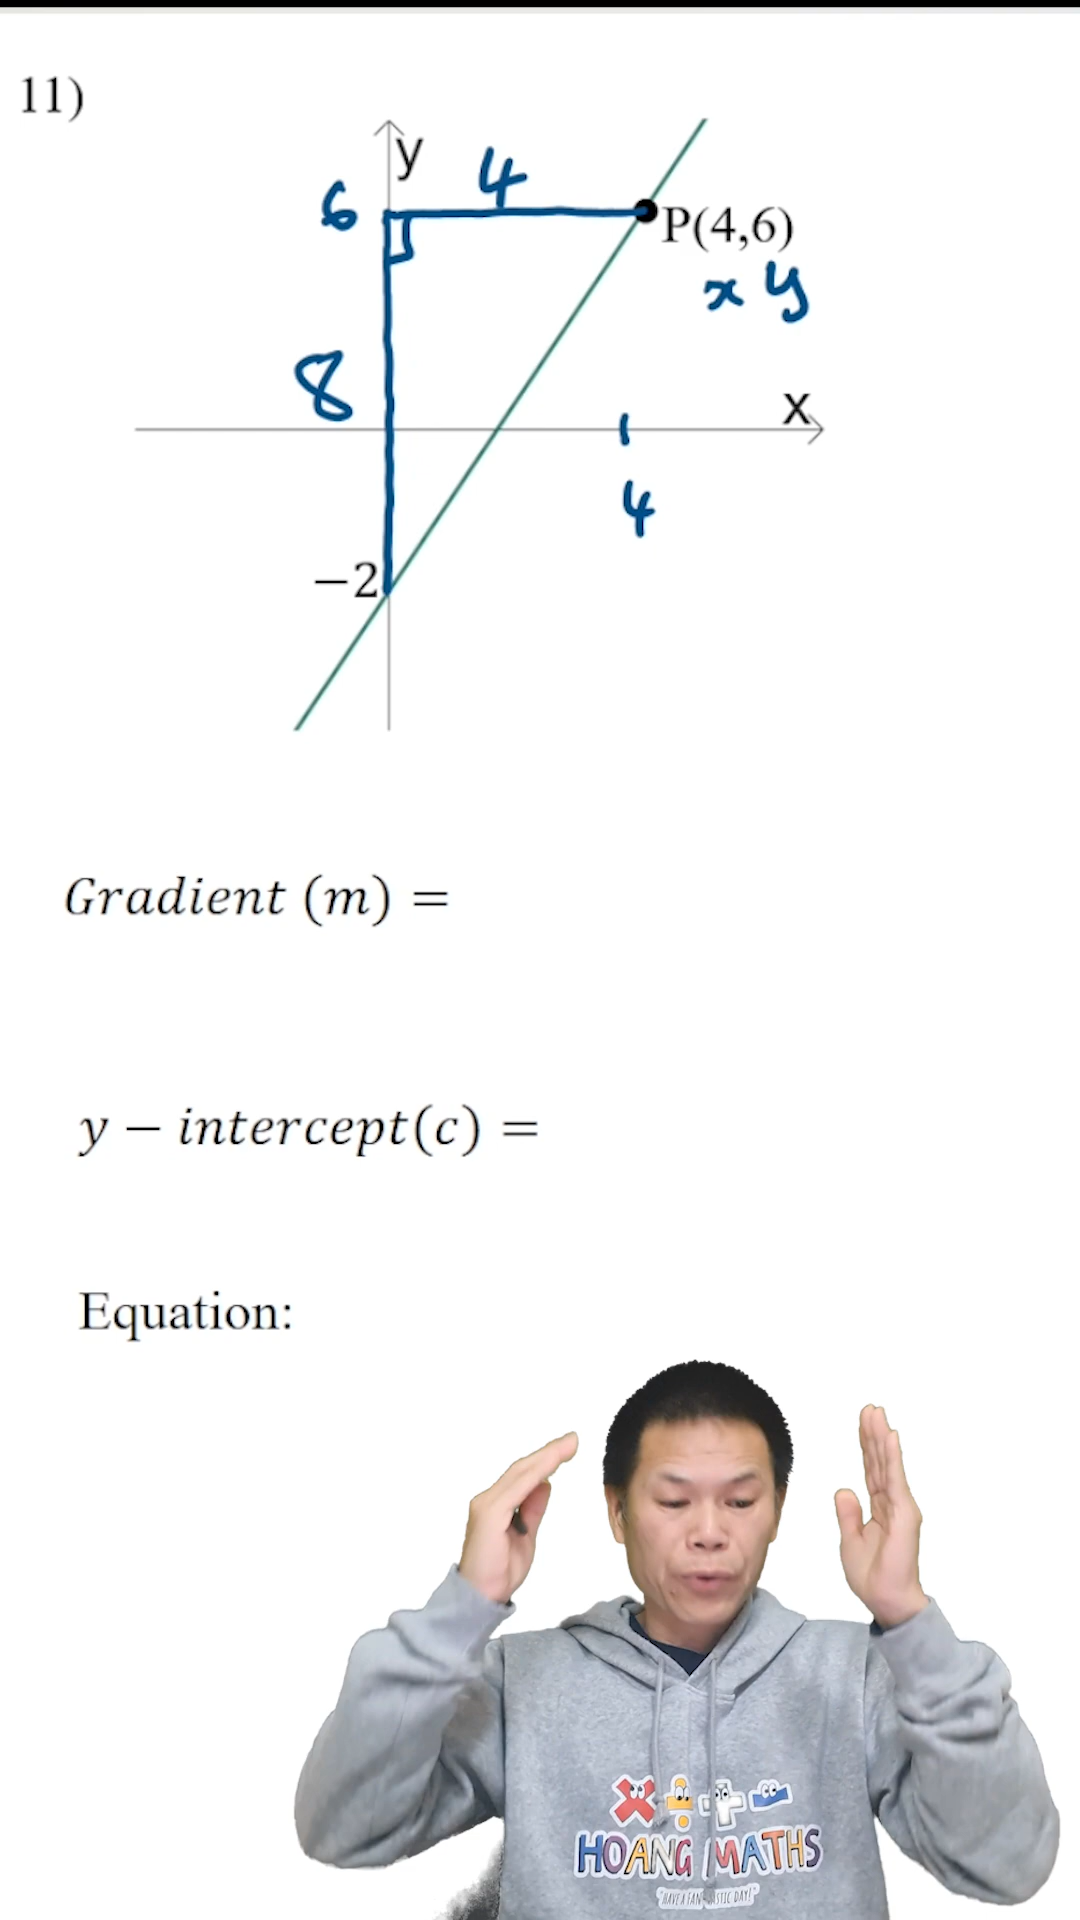 11)
y
4
6
P(4,6)
x y
8
x
4
−2
Gradient (m) =
y − intercept(c) =
Equation:
HOANG MATHS